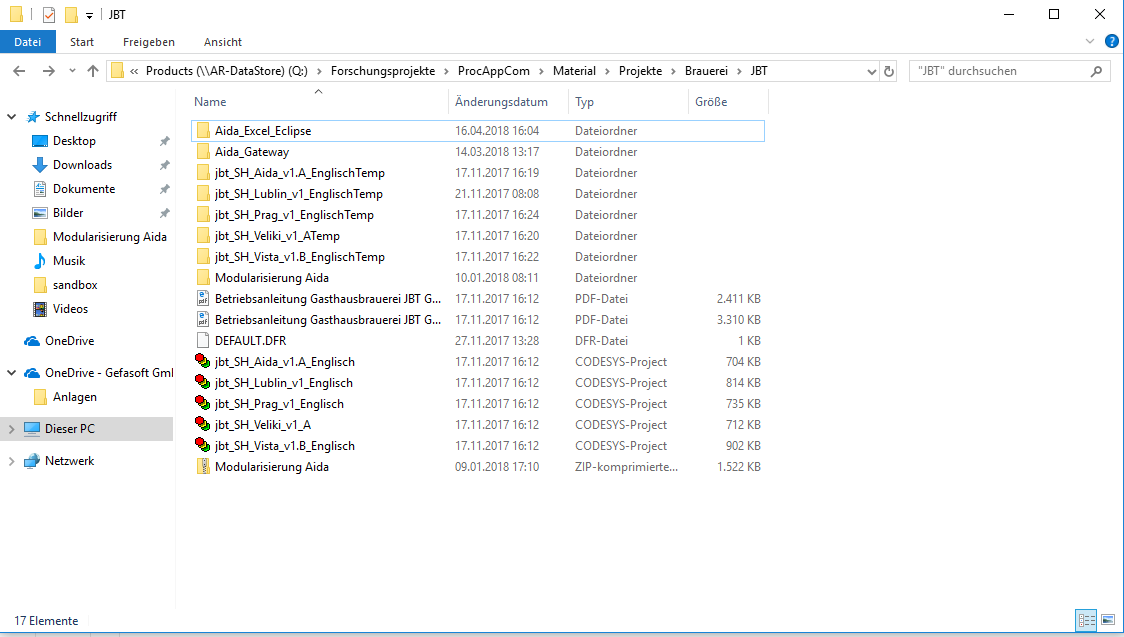 JBT
Datei Start Freigeben Ansicht
« Products (\\AR-DataStore) (Q:) › Forschungsprojekte › ProcAppCom › Material › Projekte › Brauerei › JBT
"JBT" durchsuchen
Schnellzugriff
Desktop
Downloads
Dokumente
Bilder
Modularisierung Aida
Musik
sandbox
Videos
OneDrive
OneDrive - Gefasoft Gml
Anlagen
Dieser PC
Netzwerk
Name Änderungsdatum Typ Größe
Aida_Excel_Eclipse 16.04.2018 16:04 Dateiordner
Aida_Gateway 14.03.2018 13:17 Dateiordner
jbt_SH_Aida_v1.A_EnglischTemp 17.11.2017 16:19 Dateiordner
jbt_SH_Lublin_v1_EnglischTemp 21.11.2017 08:08 Dateiordner
jbt_SH_Prag_v1_EnglischTemp 17.11.2017 16:24 Dateiordner
jbt_SH_Veliki_v1_ATemp 17.11.2017 16:20 Dateiordner
jbt_SH_Vista_v1.B_EnglischTemp 17.11.2017 16:22 Dateiordner
Modularisierung Aida 10.01.2018 08:11 Dateiordner
Betriebsanleitung Gasthausbrauerei JBT G... 17.11.2017 16:12 PDF-Datei 2.411 KB
Betriebsanleitung Gasthausbrauerei JBT G... 17.11.2017 16:12 PDF-Datei 3.310 KB
DEFAULT.DFR 27.11.2017 13:28 DFR-Datei 1 KB
jbt_SH_Aida_v1.A_Englisch 17.11.2017 16:12 CODESYS-Project 704 KB
jbt_SH_Lublin_v1_Englisch 17.11.2017 16:12 CODESYS-Project 814 KB
jbt_SH_Prag_v1_Englisch 17.11.2017 16:12 CODESYS-Project 735 KB
jbt_SH_Veliki_v1_A 17.11.2017 16:12 CODESYS-Project 712 KB
jbt_SH_Vista_v1.B_Englisch 17.11.2017 16:12 CODESYS-Project 902 KB
Modularisierung Aida 09.01.2018 17:10 ZIP-komprimierte... 1.522 KB
17 Elemente